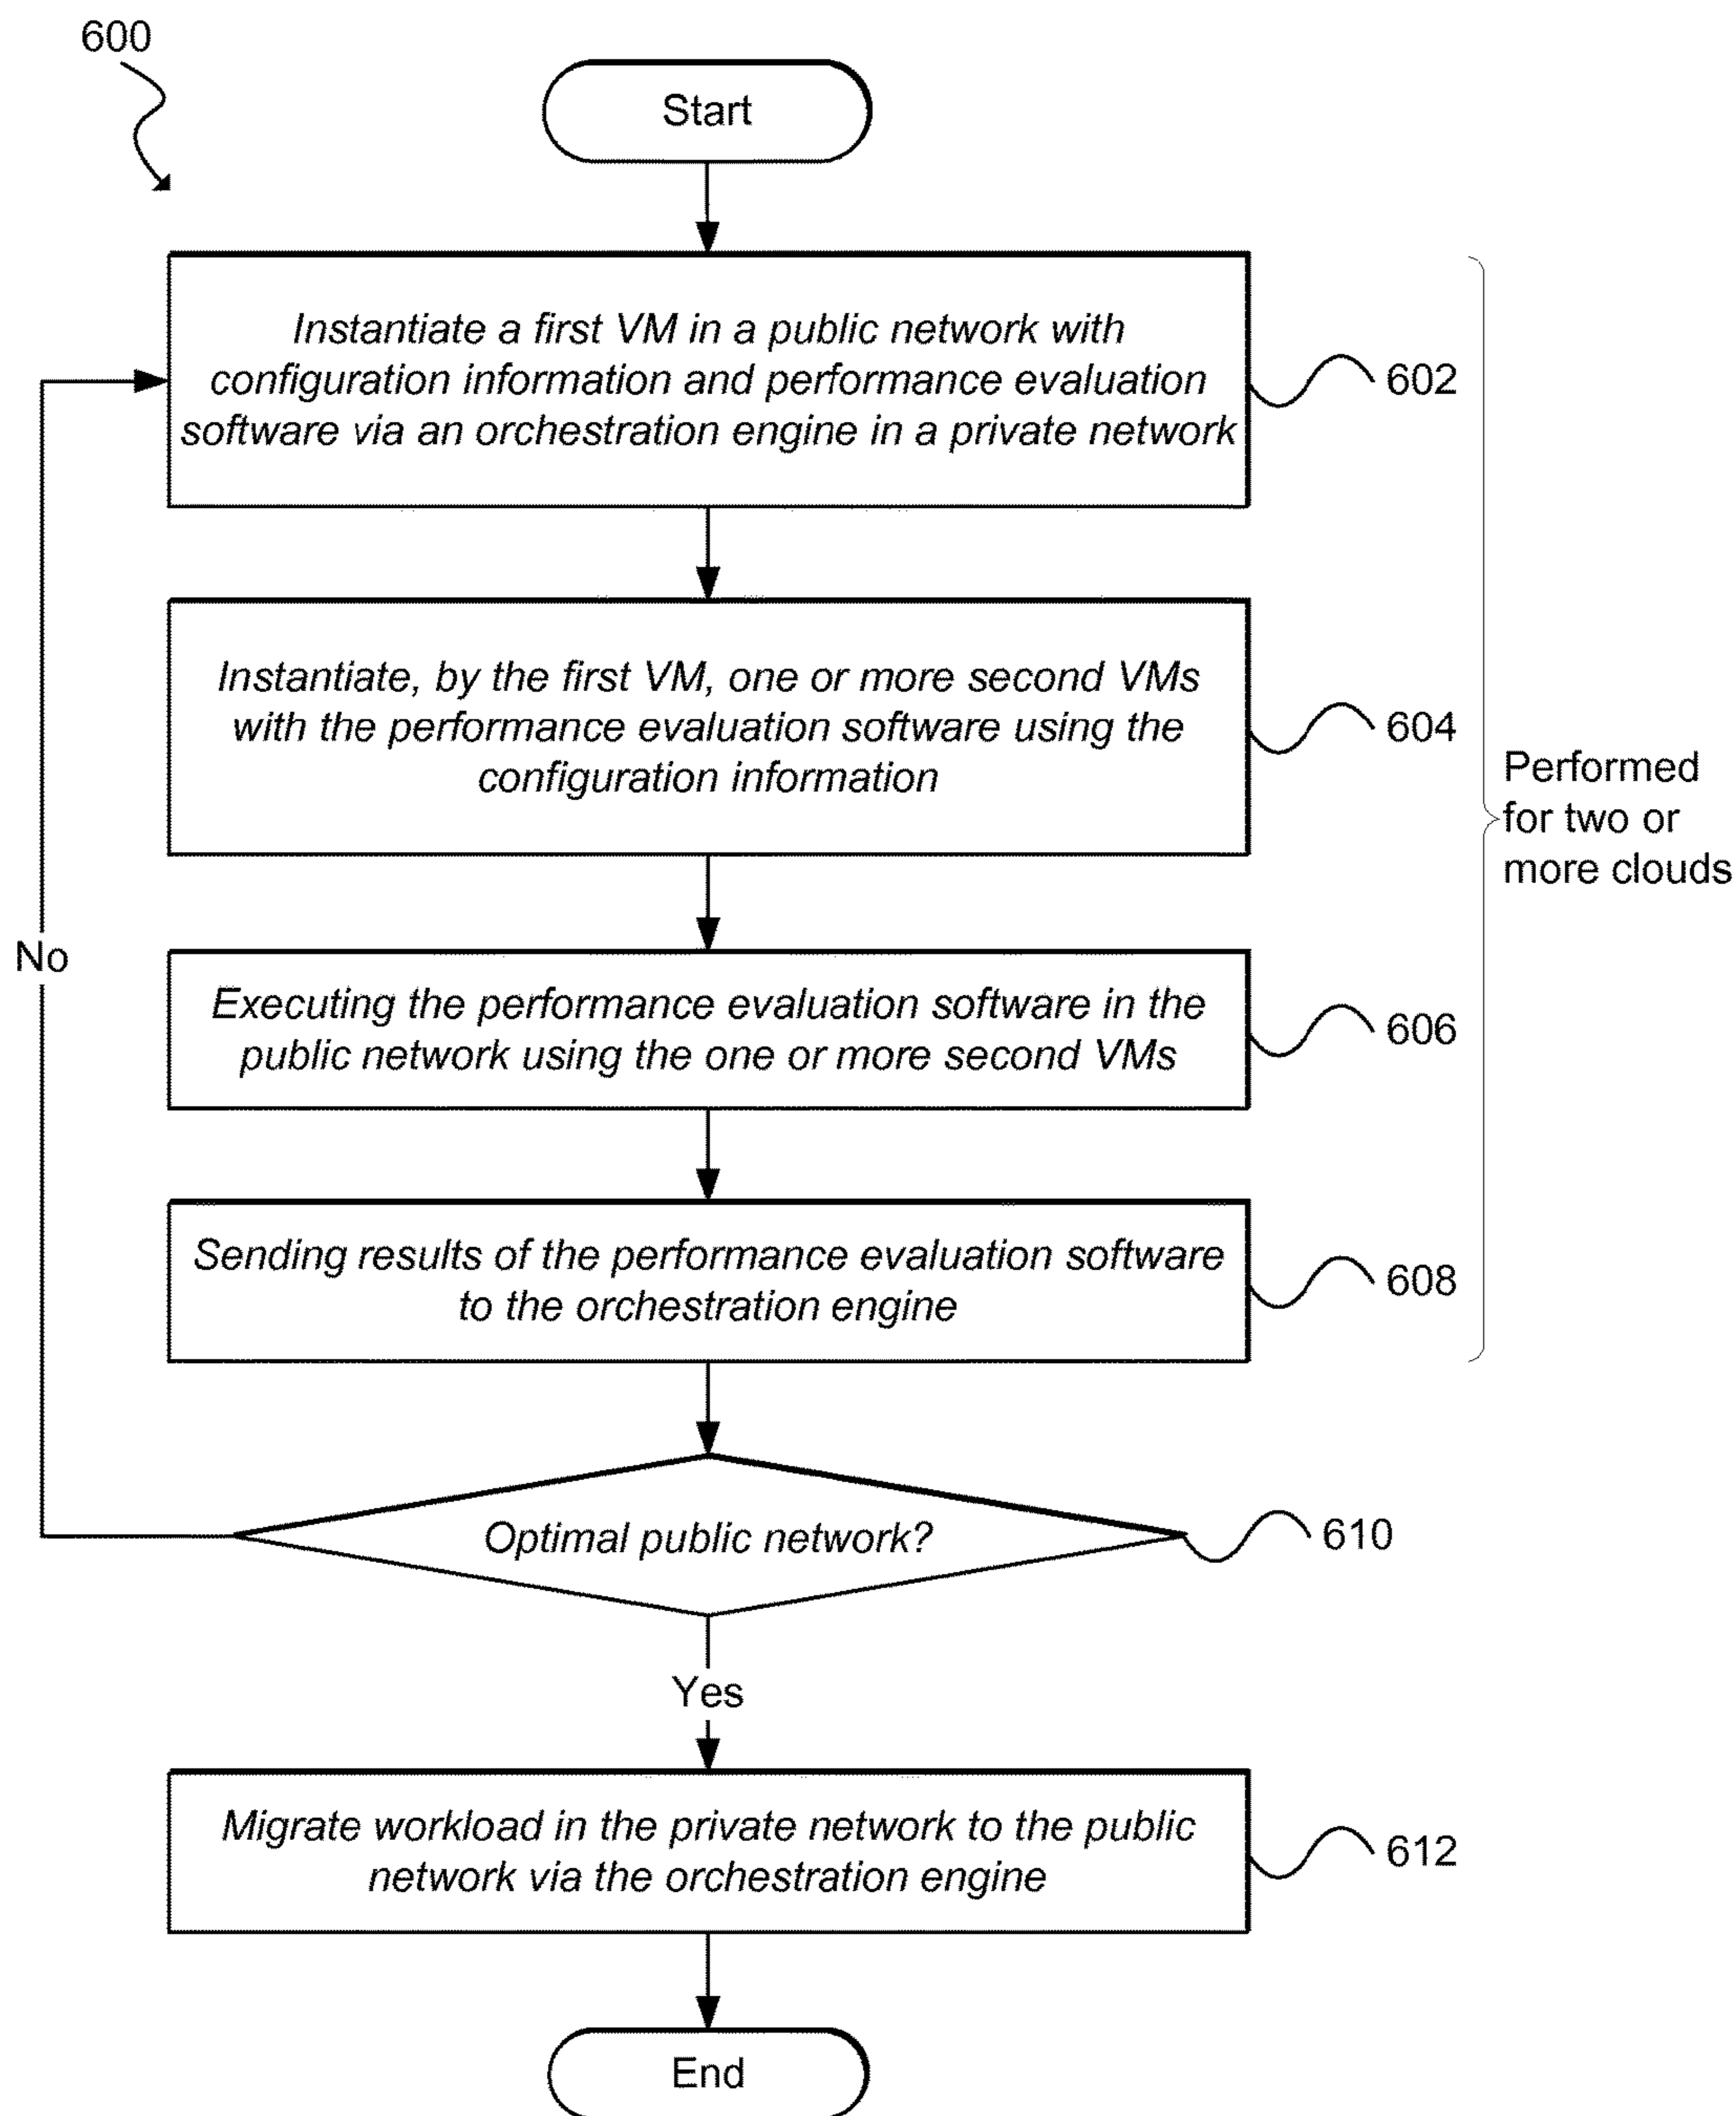 600
Start
Instantiate a first VM in a public network with
configuration information and performance evaluation
software via an orchestration engine in a private network
602
Instantiate, by the first VM, one or more second VMs
with the performance evaluation software using the
configuration information
604
Performed
for two or
more clouds
No
Executing the performance evaluation software in the
public network using the one or more second VMs
606
Sending results of the performance evaluation software
to the orchestration engine
608
Optimal public network?
610
Yes
Migrate workload in the private network to the public
network via the orchestration engine
612
End